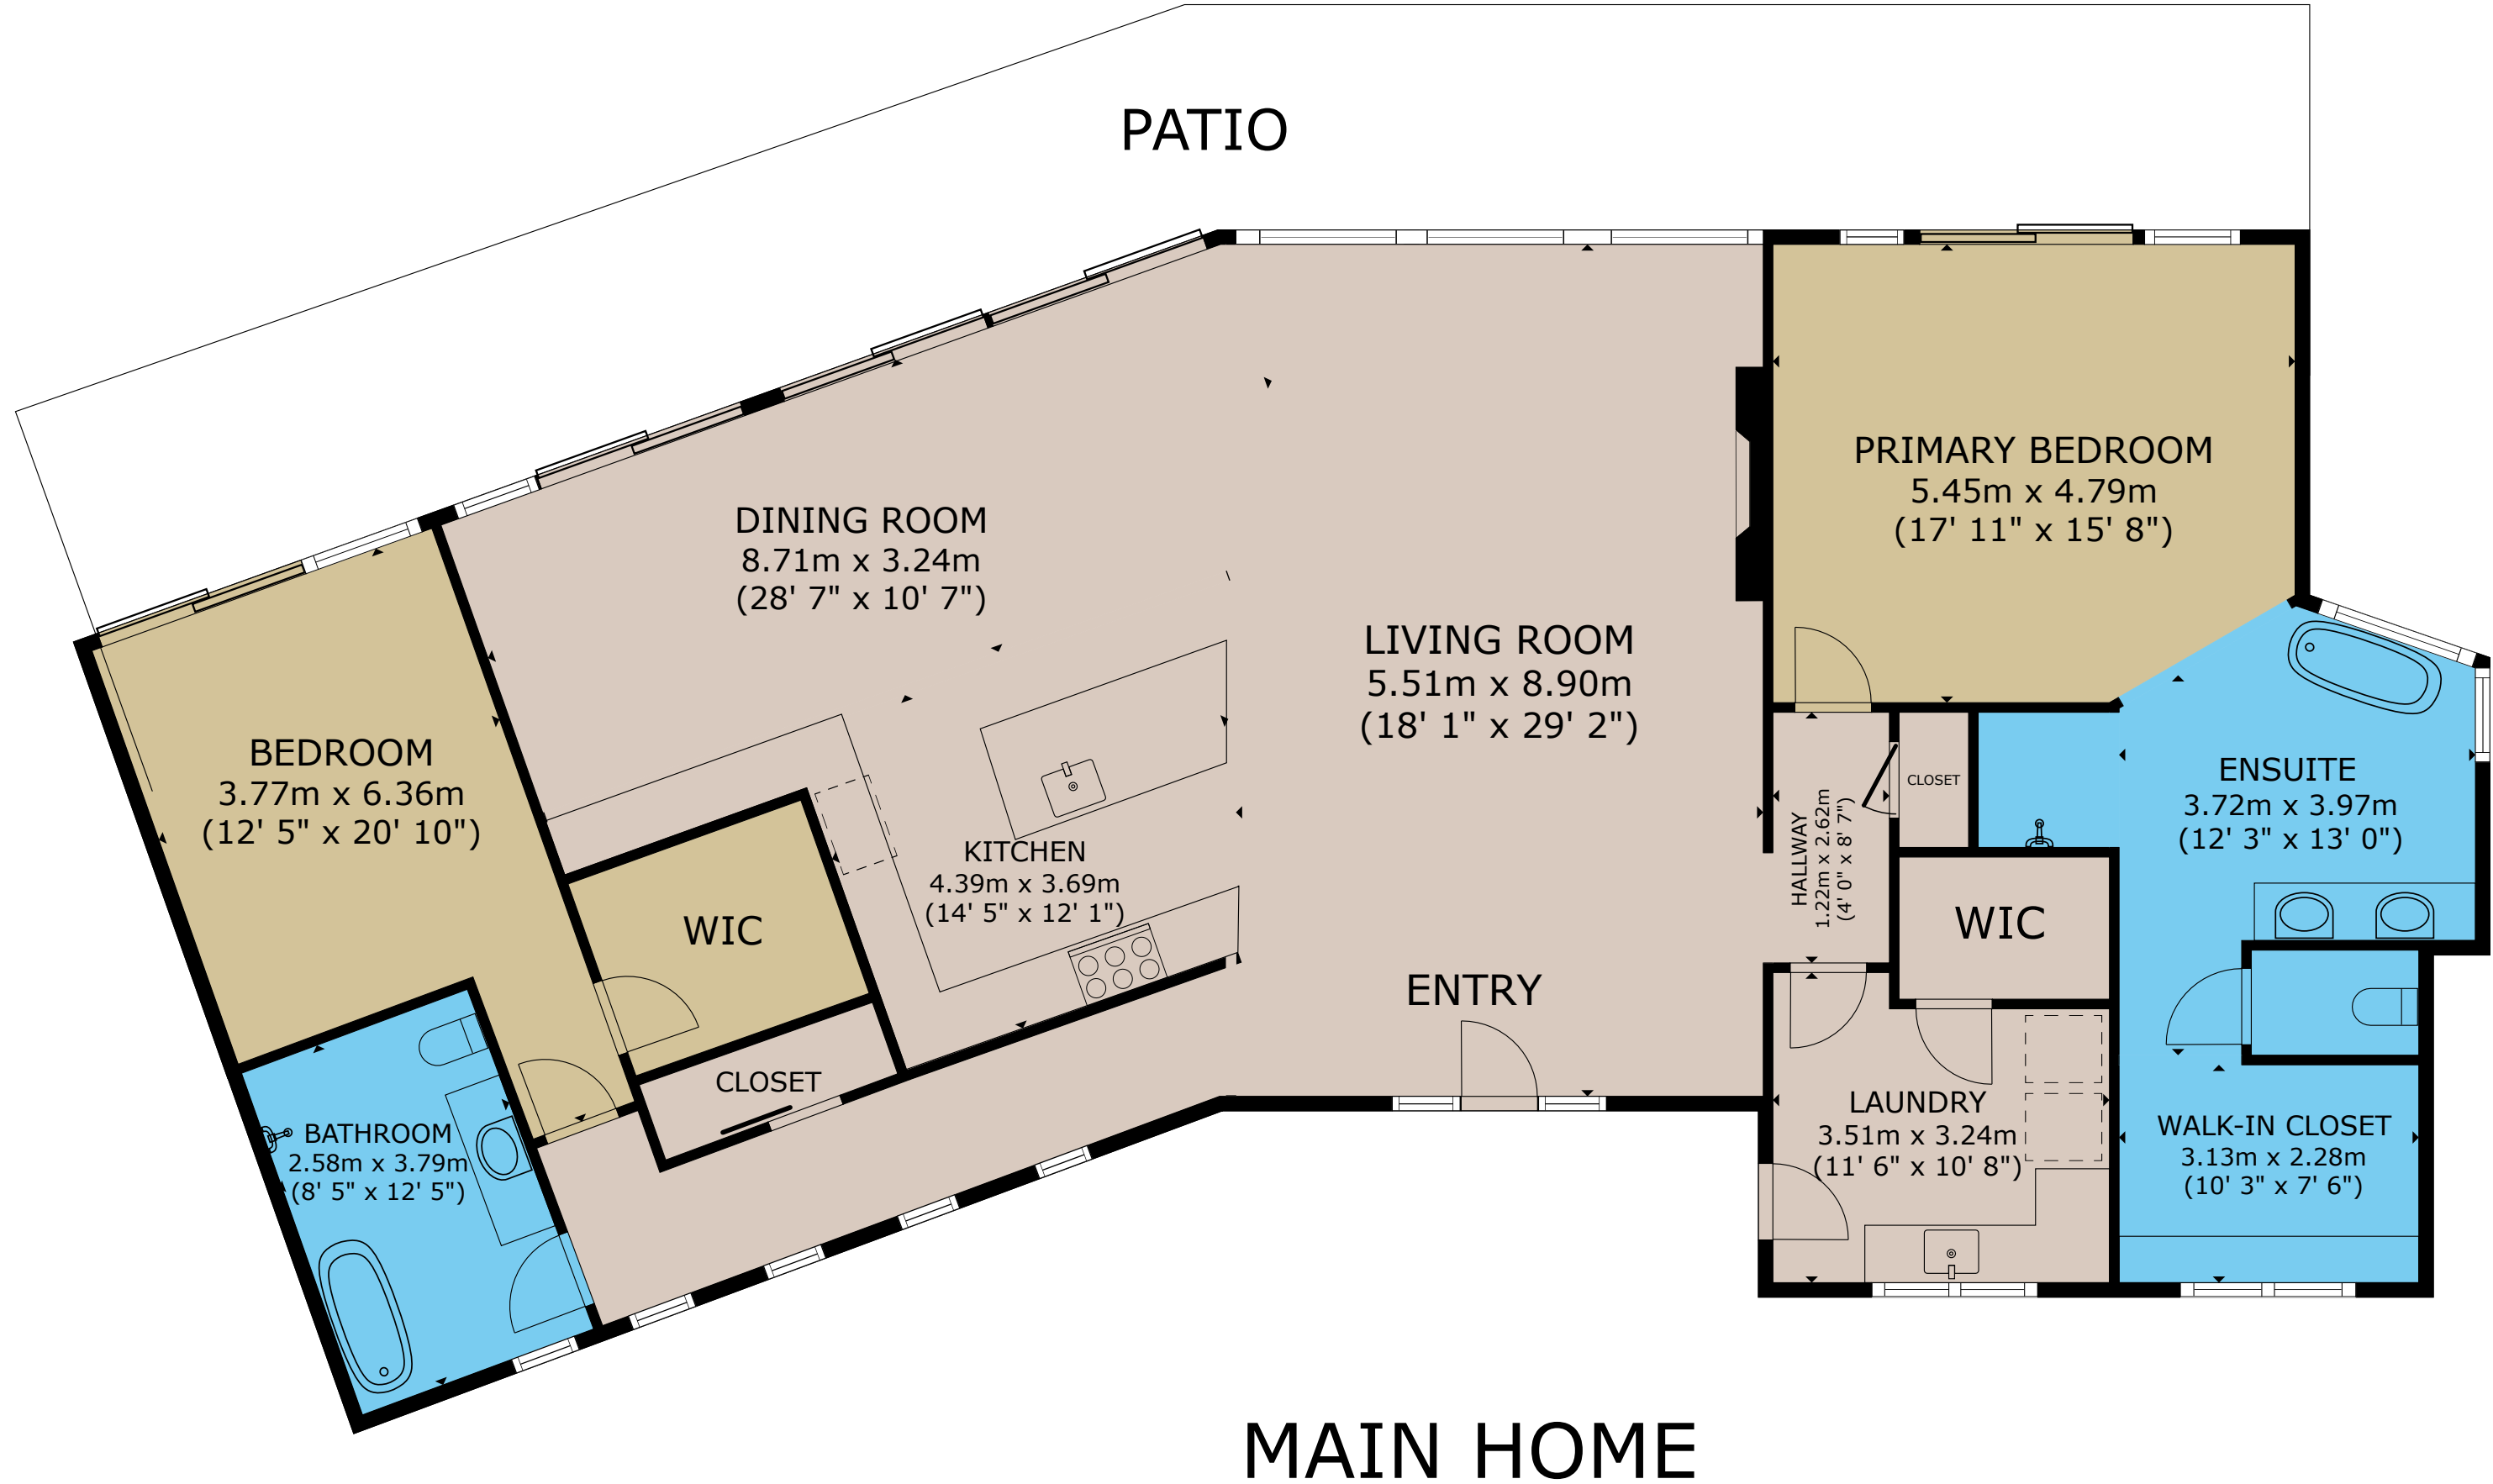 PATIO
DINING ROOM
8.71m x 3.24m
(28' 7" x 10' 7")
PRIMARY BEDROOM
5.45m x 4.79m
(17' 11" x 15' 8")
LIVING ROOM
5.51m x 8.90m
(18' 1" x 29' 2")
BEDROOM
3.77m x 6.36m
(12' 5" x 20' 10")
CLOSET
ENSUITE
3.72m x 3.97m
(12' 3" x 13' 0")
KITCHEN
4.39m x 3.69m
(14' 5" x 12' 1")
HALLWAY
1.22m x 2.62m
(4' 0" x 8' 7")
WIC
WIC
ENTRY
CLOSET
LAUNDRY
3.51m x 3.24m
(11' 6" x 10' 8")
WALK-IN CLOSET
3.13m x 2.28m
(10' 3" x 7' 6")
BATHROOM
2.58m x 3.79m
(8' 5" x 12' 5")
MAIN HOME